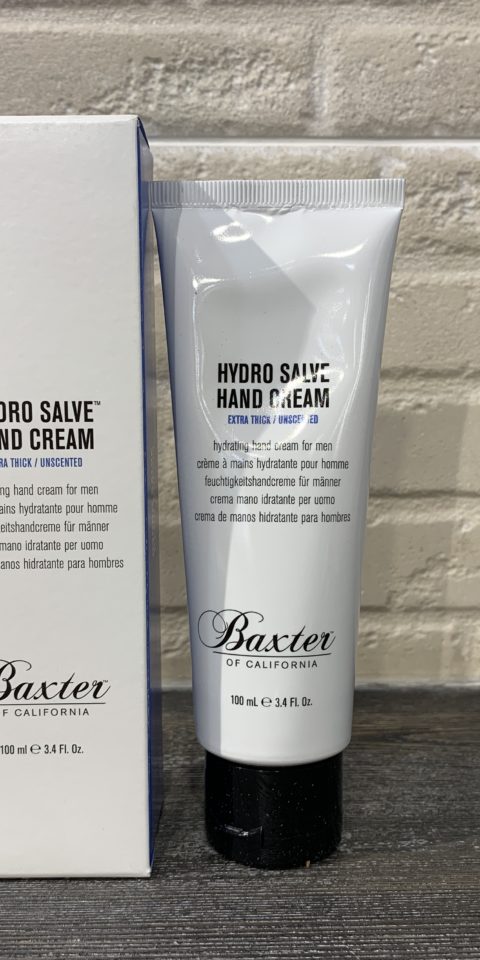 DRO SALVE™
ND CREAM
RA THICK / UNSCENTED
ng hand cream for men
ains hydratante pour homme
keitshandcreme für männer
mano idratante per uomo
anos hidratante para hombres
Baxter™
OF CALIFORNIA
100 ml ℮ 3.4 Fl. Oz.
HYDRO SALVE
HAND CREAM
EXTRA THICK / UNSCENTED
hydrating hand cream for men
crème à mains hydratante pour homme
feuchtigkeitshandcreme für männer
crema mano idratante per uomo
crema de manos hidratante para hombres
Baxter
OF CALIFORNIA
100 mL ℮ 3.4 Fl. Oz.